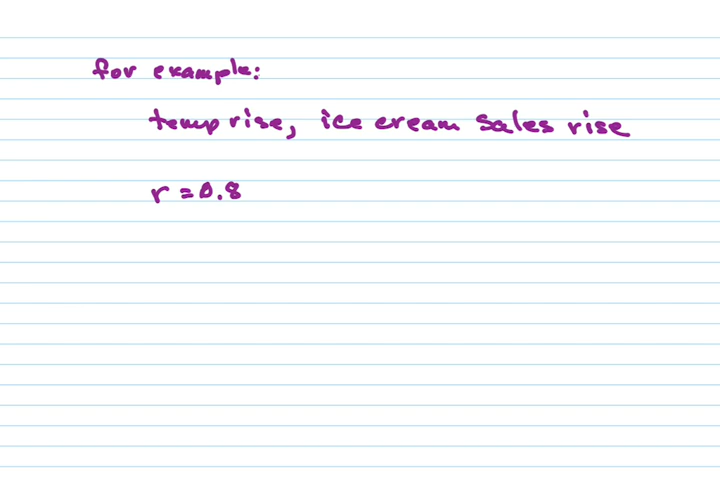 for example:
temp rise, ice cream sales rise
r = 0.8